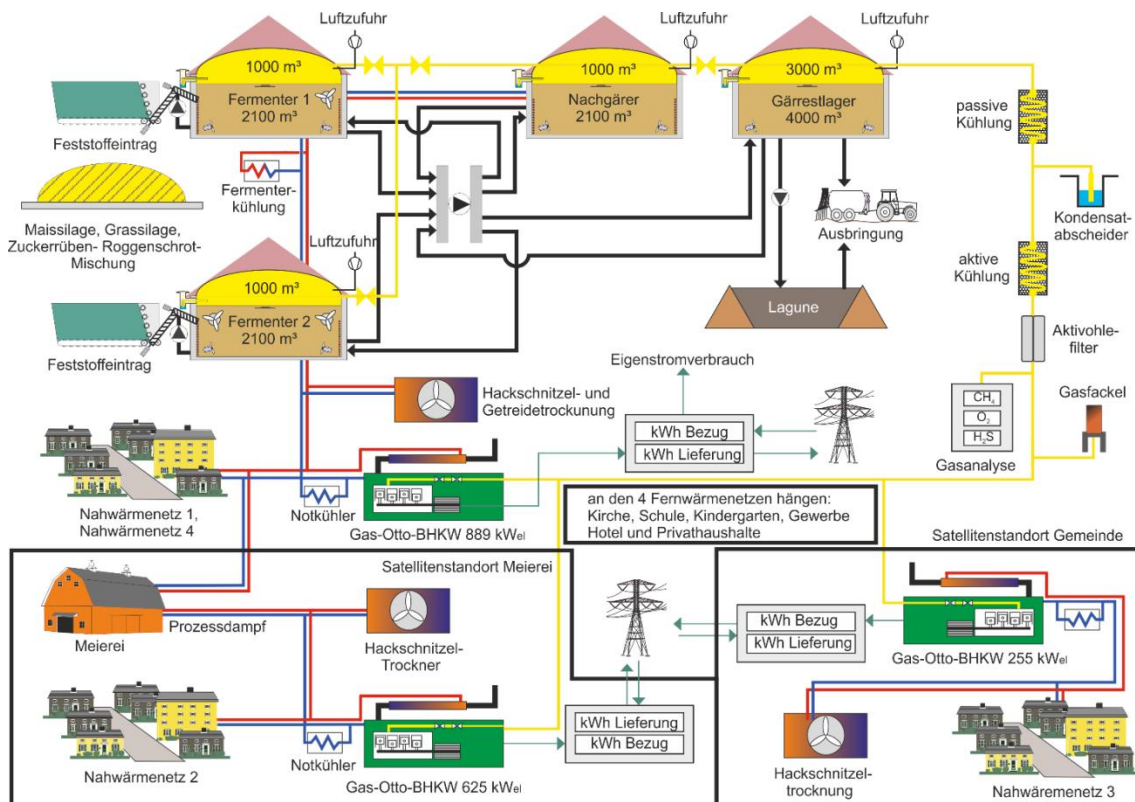 Luftzufuhr
Luftzufuhr
Luftzufuhr
1000 m³
1000 m³
3000 m³
Fermenter 1
2100 m³
Nachgärer
2100 m³
Gärrestlager
4000 m³
Feststoffeintrag
passive
Kühlung
Fermenter-
kühlung
Kondensat-
abscheider
Maissilage, Grassilage,
Zuckerrüben- Roggenschrot-
Mischung
Ausbringung
Luftzufuhr
aktive
Kühlung
1000 m³
Fermenter 2
2100 m³
Lagune
Feststoffeintrag
Aktivohle-
filter
Eigenstromverbrauch
Hackschnitzel- und
Getreidetrockunung
CH₄
O₂
H₂S
Gasanalyse
Gasfackel
kWh Bezug
kWh Lieferung
Nahwärmenetz 1,
Nahwärmenetz 4
Notkühler
Gas-Otto-BHKW 889 kWel
an den 4 Fernwärmenetzen hängen:
Kirche, Schule, Kindergarten, Gewerbe
Hotel und Privathaushalte
Satellitenstandort Gemeinde
Satellitenstandort Meierei
Meierei
Prozessdampf
Hackschnitzel-
Trockner
kWh Bezug
kWh Lieferung
Gas-Otto-BHKW 255 kWel
kWh Lieferung
kWh Bezug
Nahwärmenetz 2
Notkühler
Gas-Otto-BHKW 625 kWel
Hackschnitzel-
trocknung
Nahwäremenetz 3